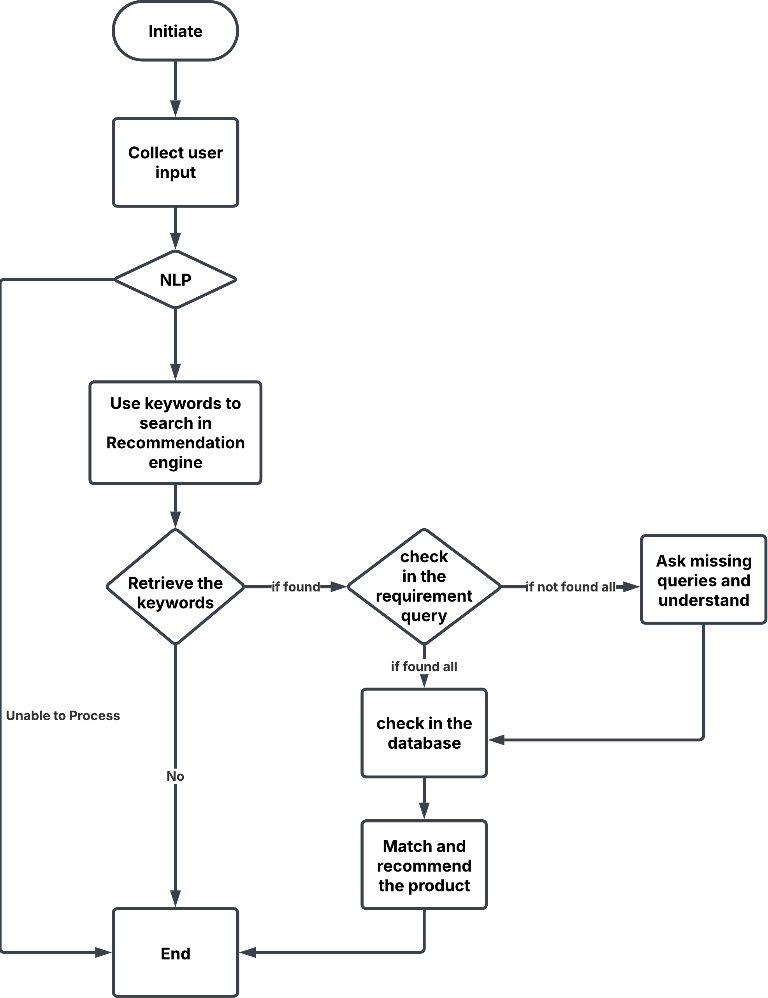 Initiate
Collect user
input
NLP
Use keywords to
search in
Recommendation
engine
Retrieve the
keywords
if found
check
in the
requirement
query
if not found all
Ask missing
queries and
understand
if found all
check in the
database
Unable to Process
No
Match and
recommend
the product
End